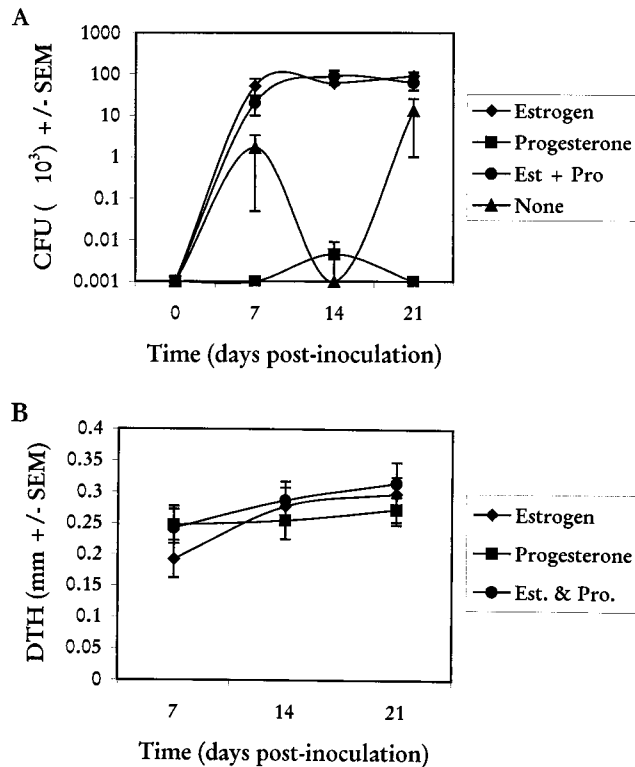 A
CFU ( 10³) +/- SEM
1000
100
10
1
0.1
0.01
0.001
0
7
14
21
Time (days post-inoculation)
Estrogen
Progesterone
Est + Pro
None
B
DTH (mm +/- SEM)
0.4
0.35
0.3
0.25
0.2
0.15
0.1
0.05
0
7
14
21
Time (days post-inoculation)
Estrogen
Progesterone
Est. & Pro.